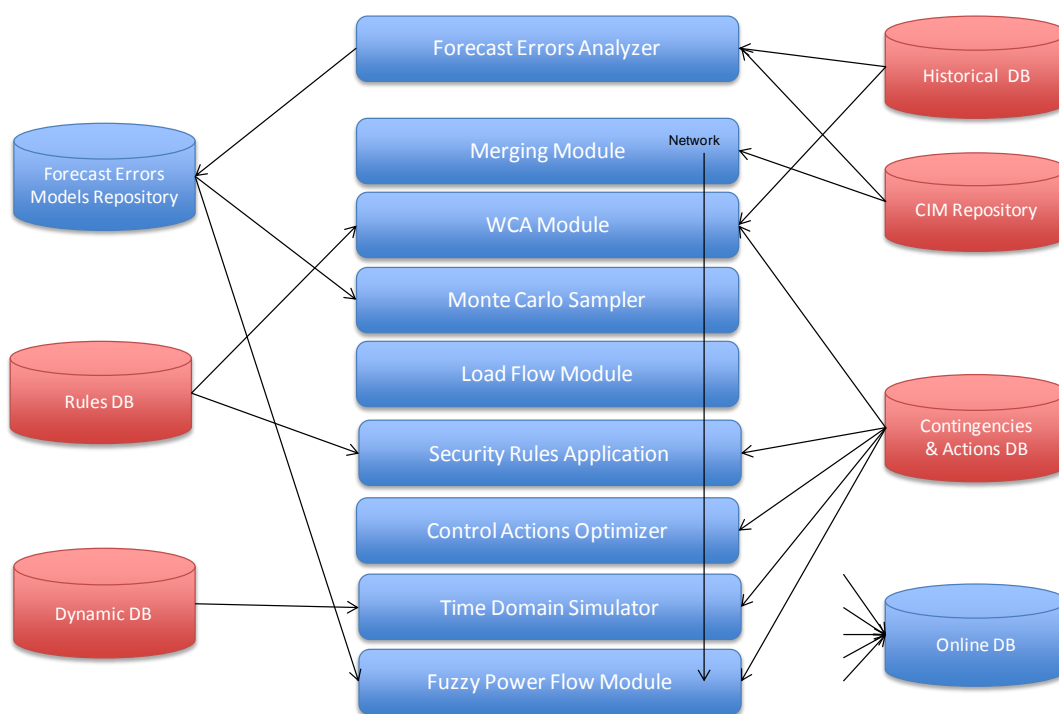 Forecast Errors Analyzer
Historical DB
Network
Merging Module
Forecast Errors
Models Repository
WCA Module
CIM Repository
Monte Carlo Sampler
Load Flow Module
Rules DB
Contingencies
& Actions DB
Security Rules Application
Control Actions Optimizer
Time Domain Simulator
Dynamic DB
Online DB
Fuzzy Power Flow Module